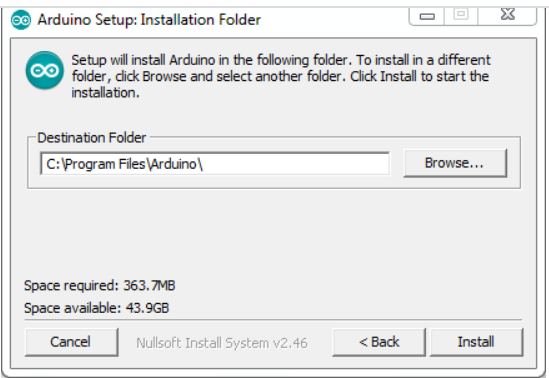 Arduino Setup: Installation Folder
Setup will install Arduino in the following folder. To install in a different
folder, click Browse and select another folder. Click Install to start the
installation.
Destination Folder
C:\Program Files\Arduino\
Browse...
Space required: 363.7MB
Space available: 43.9GB
Cancel
Nullsoft Install System v2.46
< Back
Install